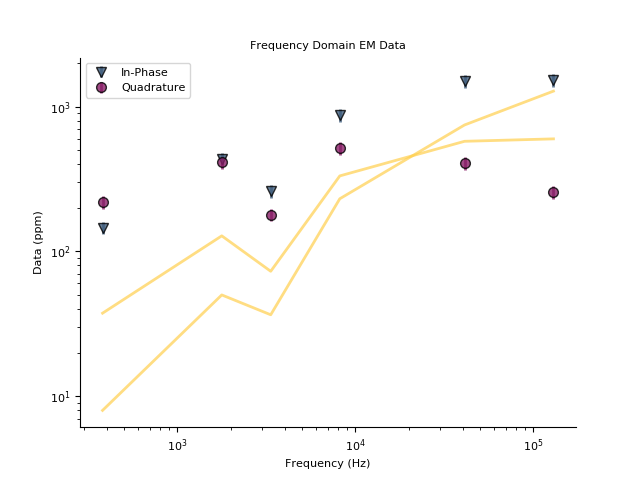 Frequency Domain EM Data
In-Phase
Quadrature
10³
10²
10¹
Data (ppm)
10³
10⁴
10⁵
Frequency (Hz)